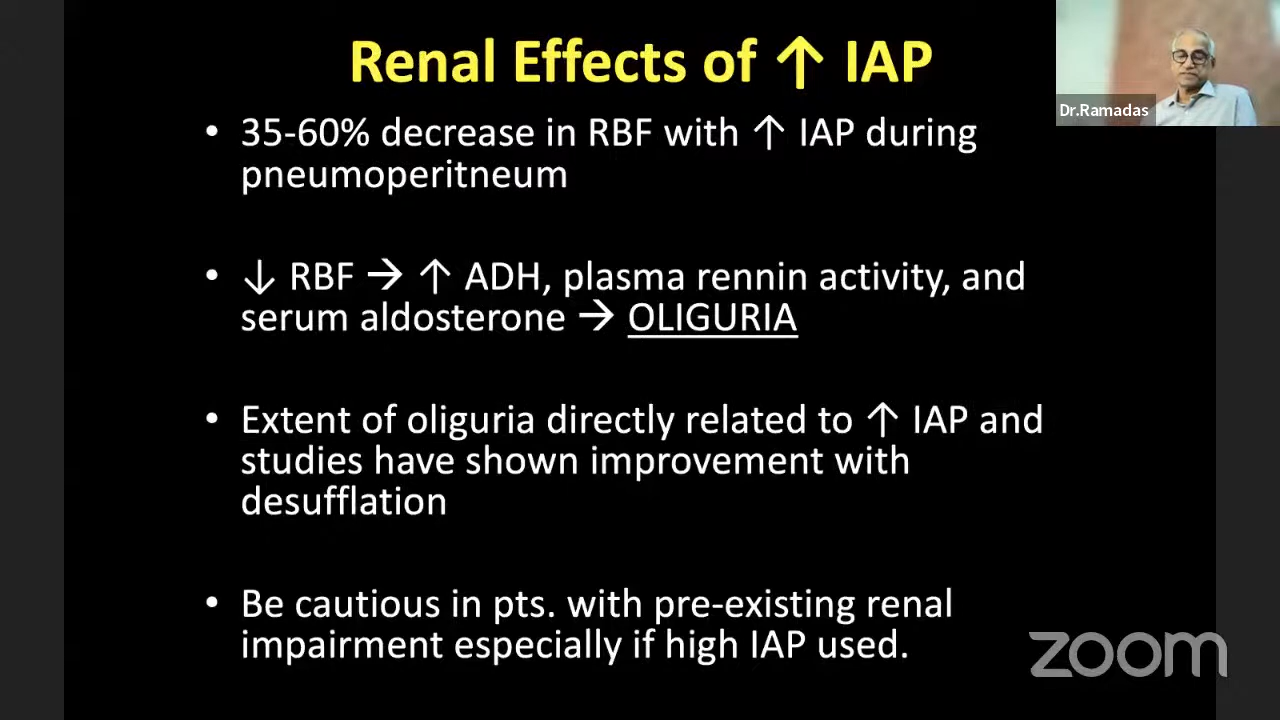 Renal Effects of ↑ IAP
Dr.Ramadas
• 35-60% decrease in RBF with ↑ IAP during
pneumoperitneum
• ↓ RBF → ↑ ADH, plasma rennin activity, and
serum aldosterone → OLIGURIA
• Extent of oliguria directly related to ↑ IAP and
studies have shown improvement with
desufflation
• Be cautious in pts. with pre-existing renal
impairment especially if high IAP used.
zoom